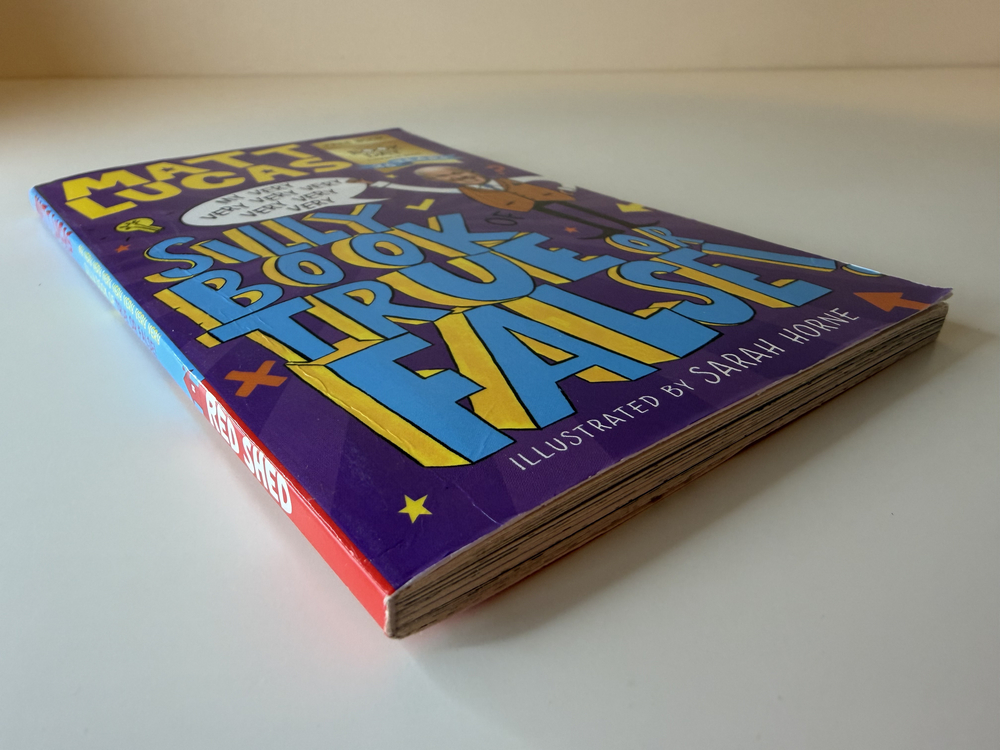 MATT
LUCAS
MY VERY
VERY VERY VERY
VERY VERY
VERY
SILLY
BOOK OF
TRUE OR
FALSE
ILLUSTRATED BY SARAH HORNE
RED SHED